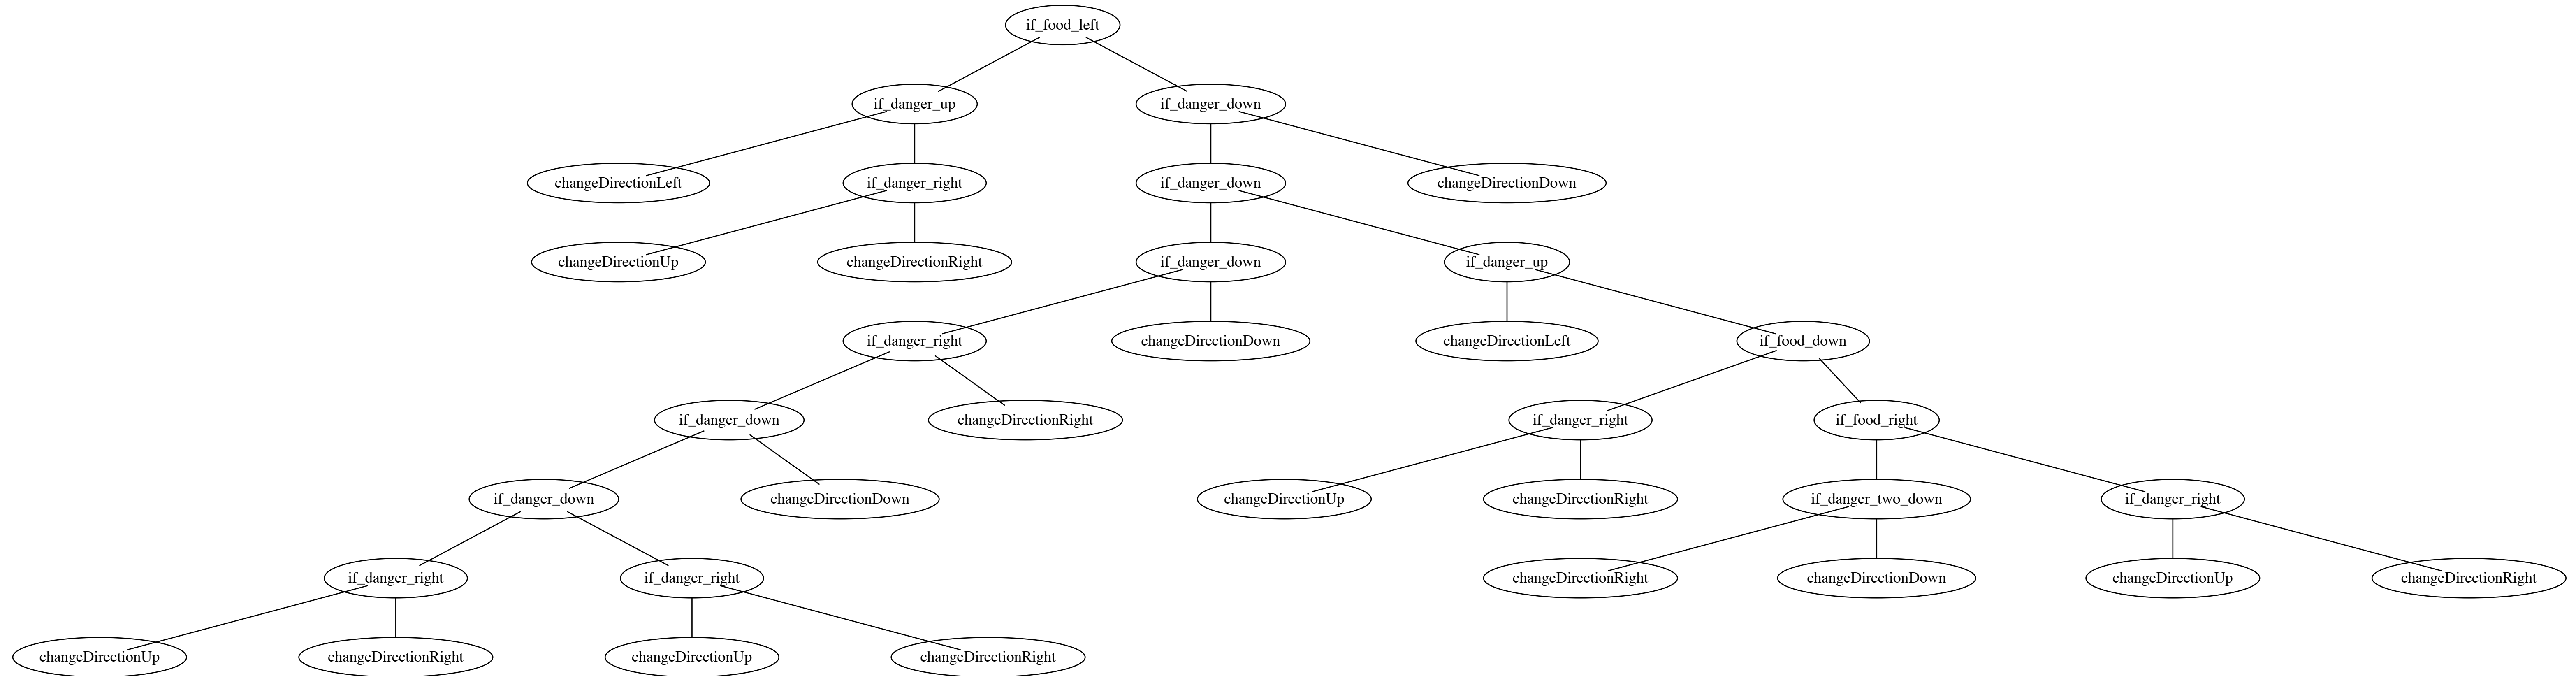 if_food_left
if_danger_up
if_danger_down
changeDirectionLeft
if_danger_right
if_danger_down
changeDirectionDown
changeDirectionUp
changeDirectionRight
if_danger_down
if_danger_up
if_danger_right
changeDirectionDown
changeDirectionLeft
if_food_down
if_danger_down
changeDirectionRight
if_danger_right
if_food_right
if_danger_down
changeDirectionDown
changeDirectionUp
changeDirectionRight
if_danger_two_down
if_danger_right
if_danger_right
if_danger_right
changeDirectionRight
changeDirectionDown
changeDirectionUp
changeDirectionRight
changeDirectionUp
changeDirectionRight
changeDirectionUp
changeDirectionRight